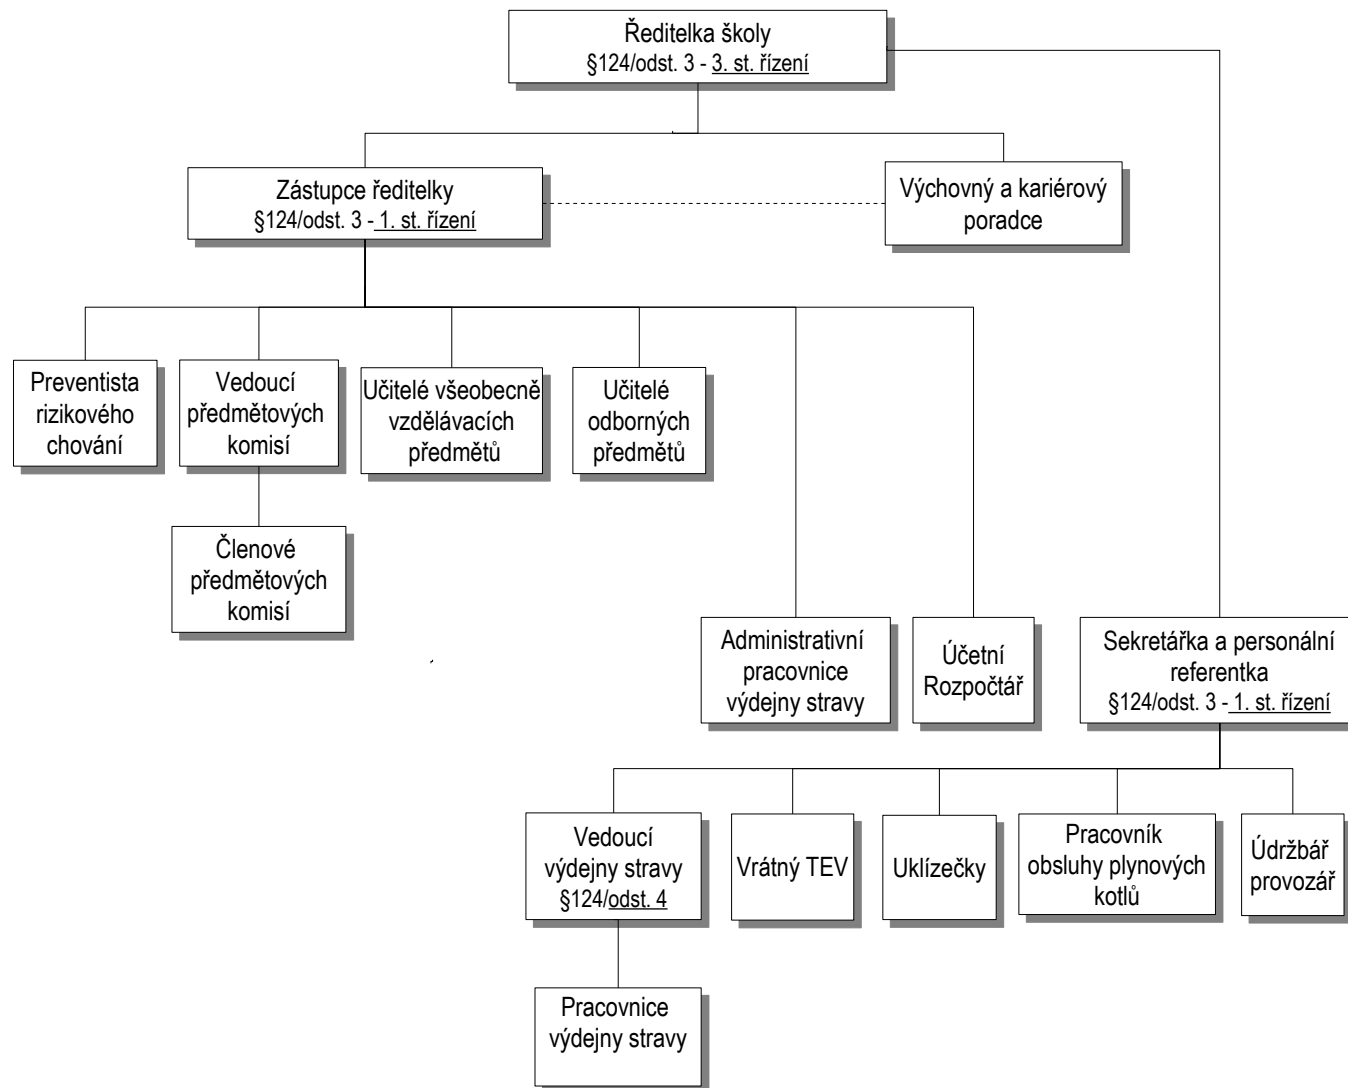 Ředitelka školy
§124/odst. 3 - 3. st. řízení
Zástupce ředitelky
§124/odst. 3 - 1. st. řízení
Výchovný a kariérový
poradce
Preventista
rizikového
chování
Vedoucí
předmětových
komisí
Učitelé všeobecně
vzdělávacích
předmětů
Učitelé
odborných
předmětů
Členové
předmětových
komisí
Administrativní
pracovnice
výdejny stravy
Účetní
Rozpočtář
Sekretářka a personální
referentka
§124/odst. 3 - 1. st. řízení
Vedoucí
výdejny stravy
§124/odst. 4
Vrátný TEV
Uklízečky
Pracovník
obsluhy plynových
kotlů
Údržbář
provozář
Pracovnice
výdejny stravy